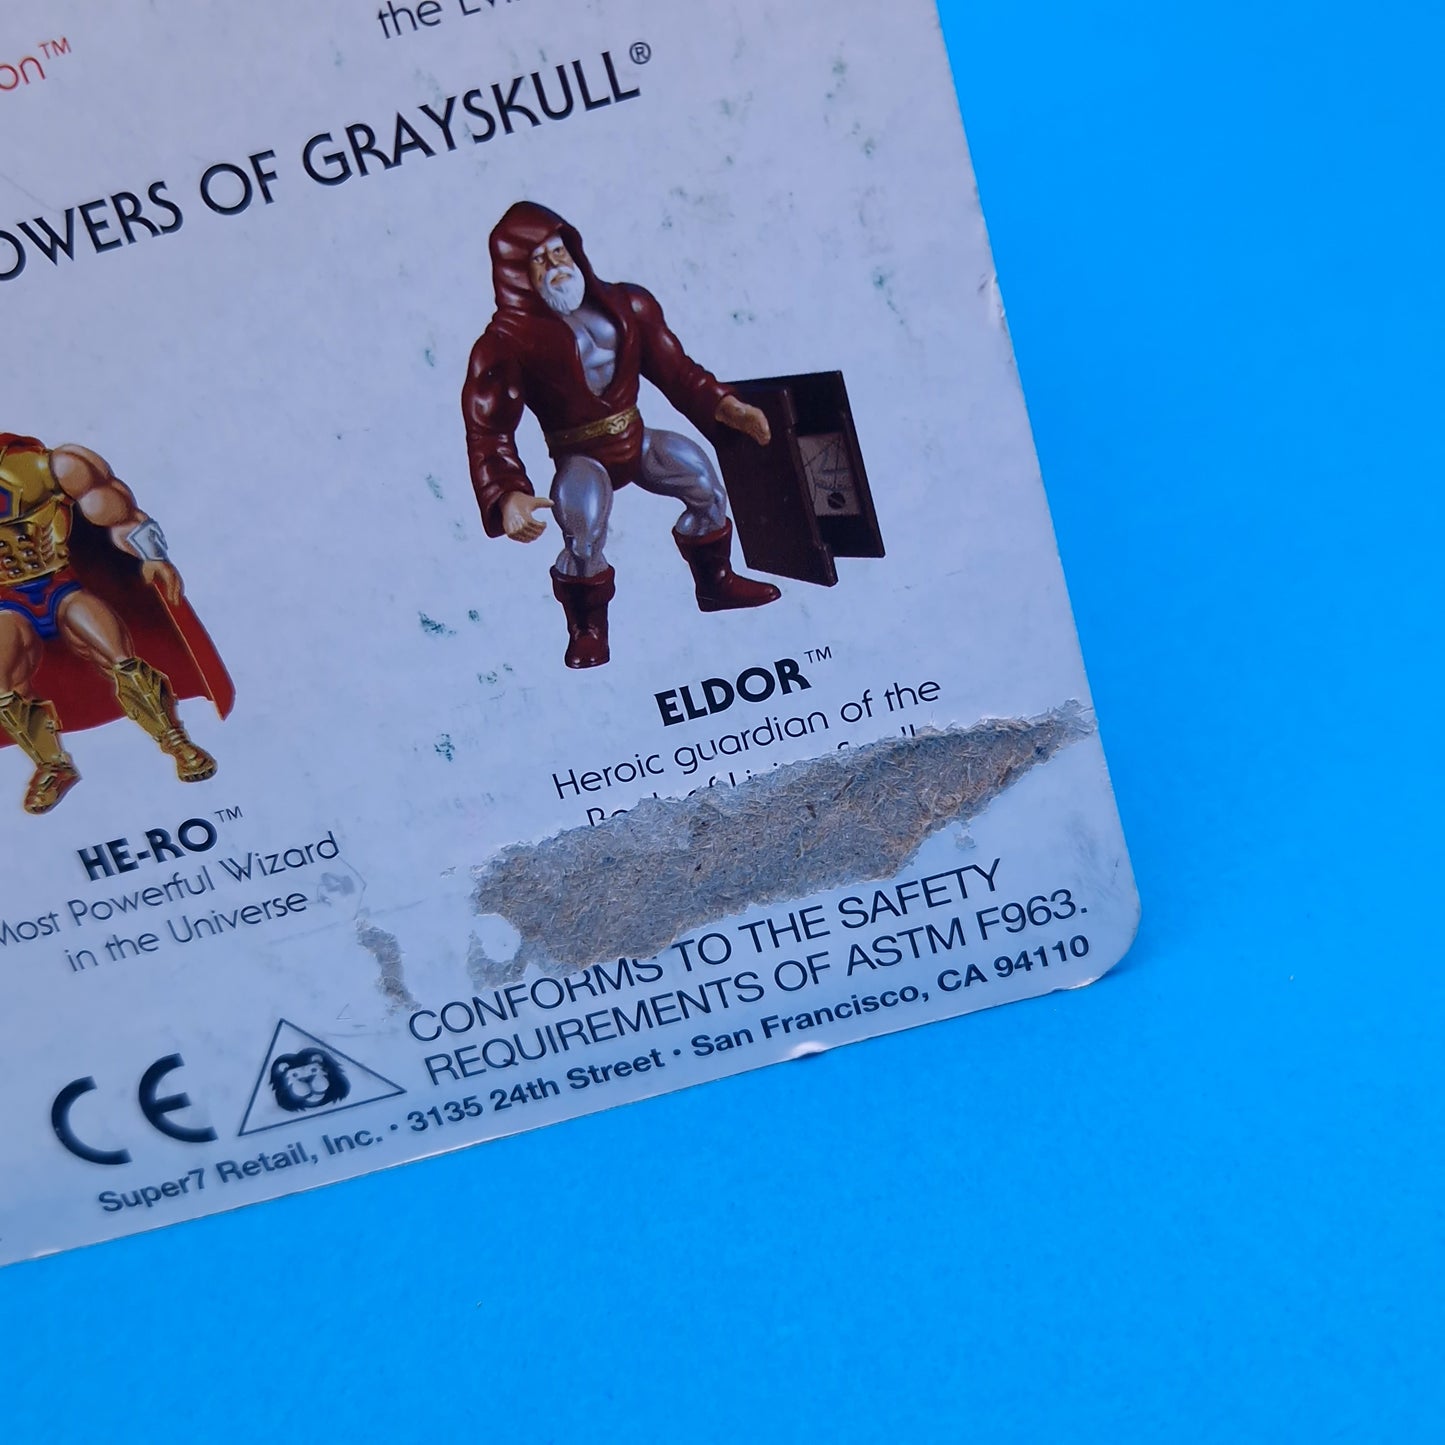 the
on™
OWERS OF GRAYSKULL®
ELDOR™
Heroic guardian of the
HE-RO™
Most Powerful Wizard
in the Universe
CONFORMS TO THE SAFETY
REQUIREMENTS OF ASTM F963.
CE
Super7 Retail, Inc. • 3135 24th Street • San Francisco, CA 94110